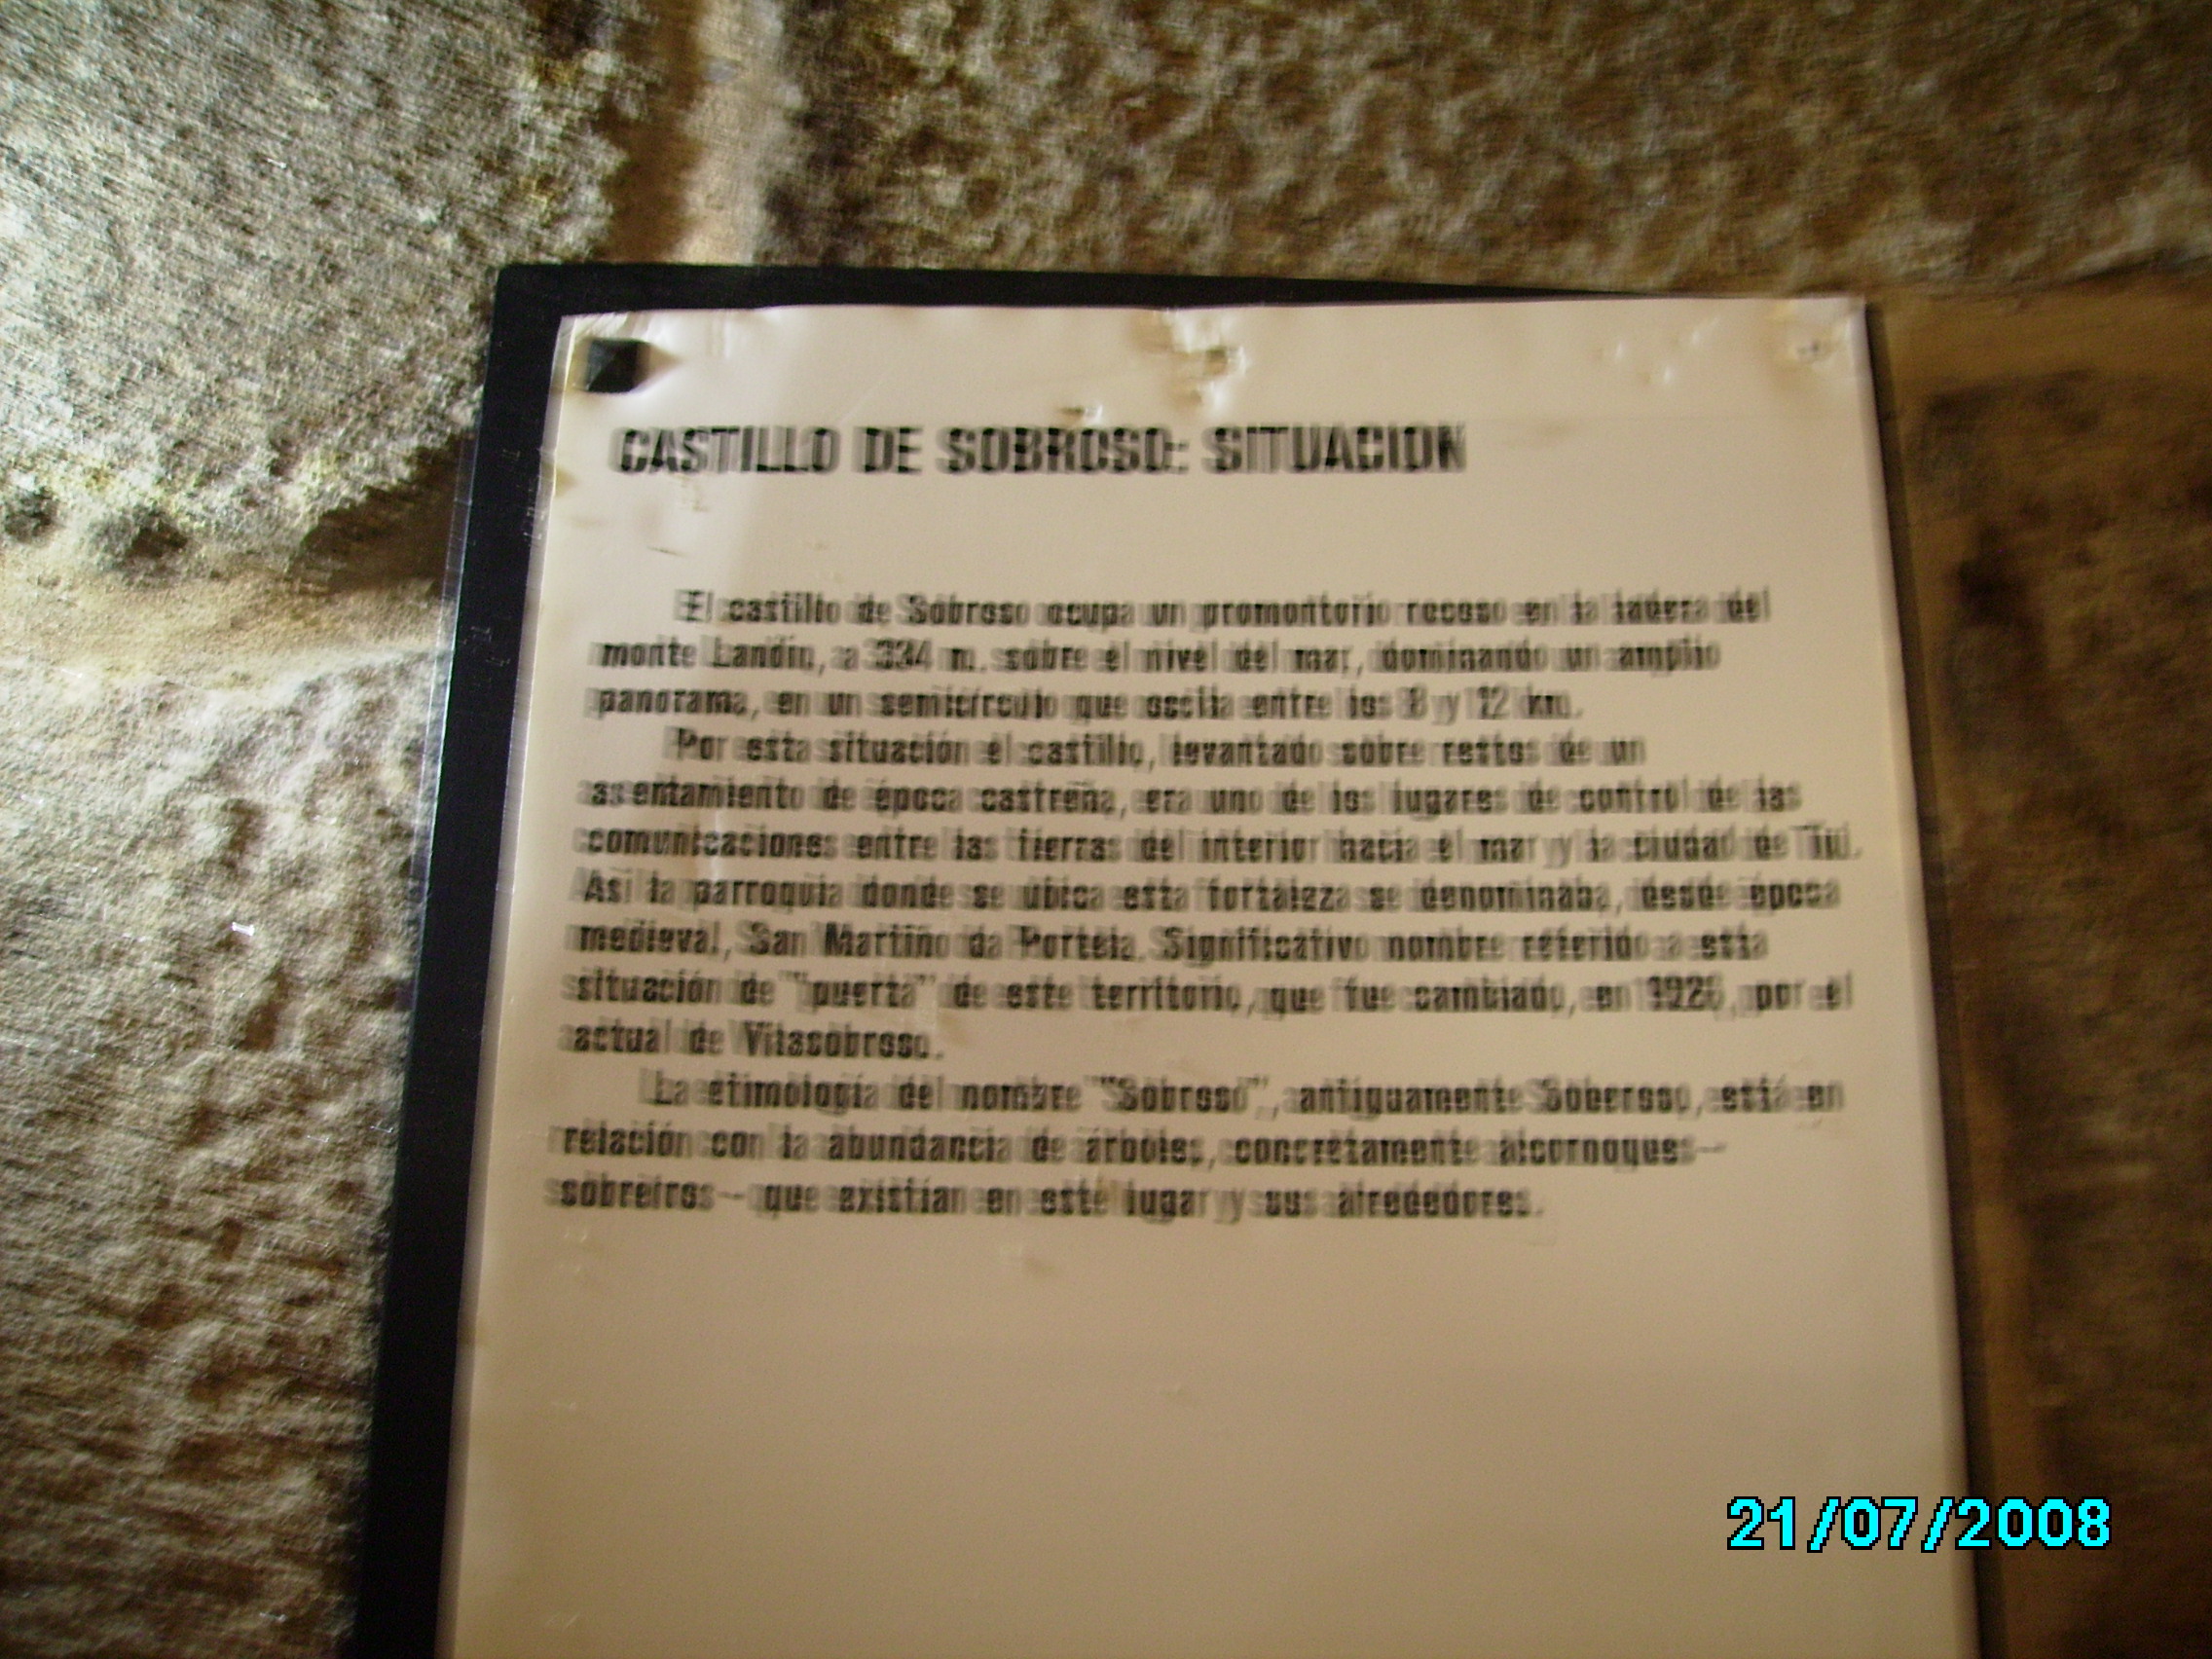 CASTILLO DE SOBROSO: SITUACION
El castillo de Sobroso ocupa un promontorio rocoso en la ladera del
monte Landín, a 334 m. sobre el nivel del mar, dominando un amplio
panorama, en un semicírculo que oscila entre los 8 y 12 km.
Por esta situación el castillo, levantado sobre restos de un
asentamiento de época castreña, era uno de los lugares de control de las
comunicaciones entre las tierras del interior hacia el mar y la ciudad de Tui.
Así la parroquia donde se ubica esta fortaleza se denominaba, desde época
medieval, San Martiño da Portela. Significativo nombre referido a esta
situación de "puerta" de este territorio, que fue cambiado, en por el
actual de Vilasobroso.
La etimología del nombre "Sobroso", antiguamente Soberoso, está en
relación con la abundancia de árboles, concretamente alcornoques--
sobreiros-- que existían en este lugar y sus alrededores.
21/07/2008